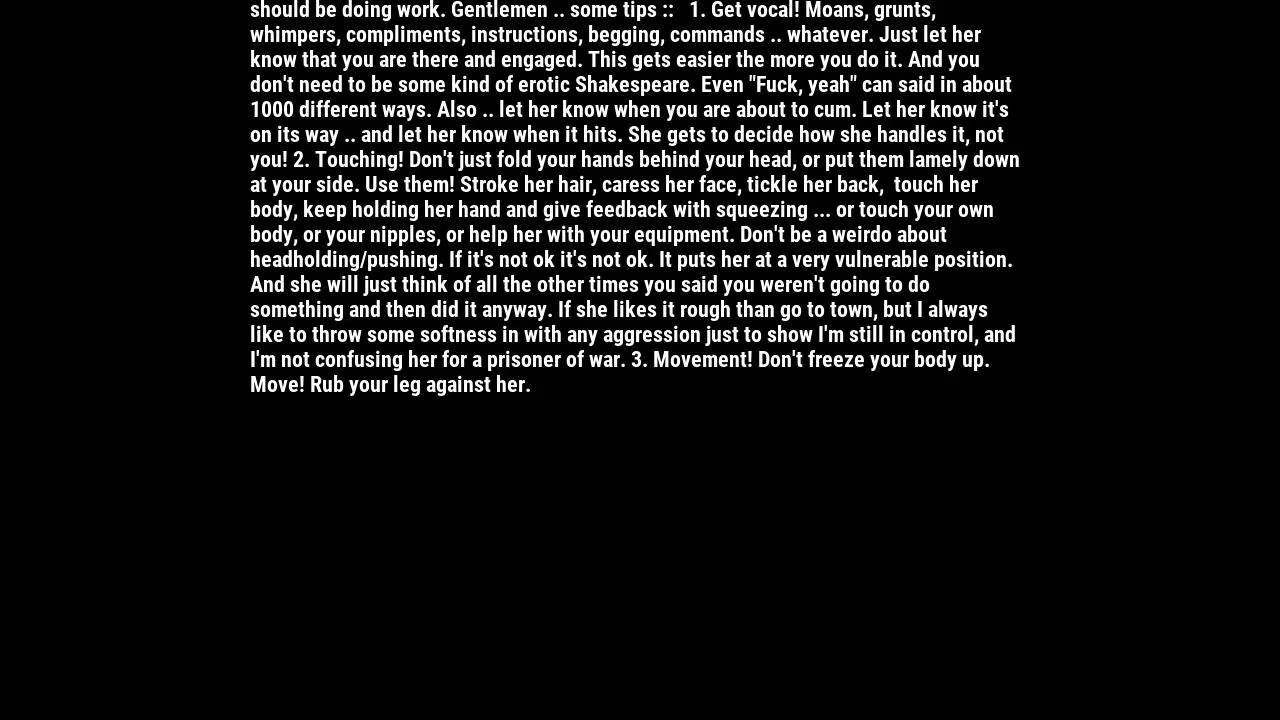 should be doing work. Gentlemen .. some tips ::   1. Get vocal! Moans, grunts,
whimpers, compliments, instructions, begging, commands .. whatever. Just let her
know that you are there and engaged. This gets easier the more you do it. And you
don't need to be some kind of erotic Shakespeare. Even "Fuck, yeah" can said in about
1000 different ways. Also .. let her know when you are about to cum. Let her know it's
on its way .. and let her know when it hits. She gets to decide how she handles it, not
you! 2. Touching! Don't just fold your hands behind your head, or put them lamely down
at your side. Use them! Stroke her hair, caress her face, tickle her back,  touch her
body, keep holding her hand and give feedback with squeezing ... or touch your own
body, or your nipples, or help her with your equipment. Don't be a weirdo about
headholding/pushing. If it's not ok it's not ok. It puts her at a very vulnerable position.
And she will just think of all the other times you said you weren't going to do
something and then did it anyway. If she likes it rough than go to town, but I always
like to throw some softness in with any aggression just to show I'm still in control, and
I'm not confusing her for a prisoner of war. 3. Movement! Don't freeze your body up.
Move! Rub your leg against her.